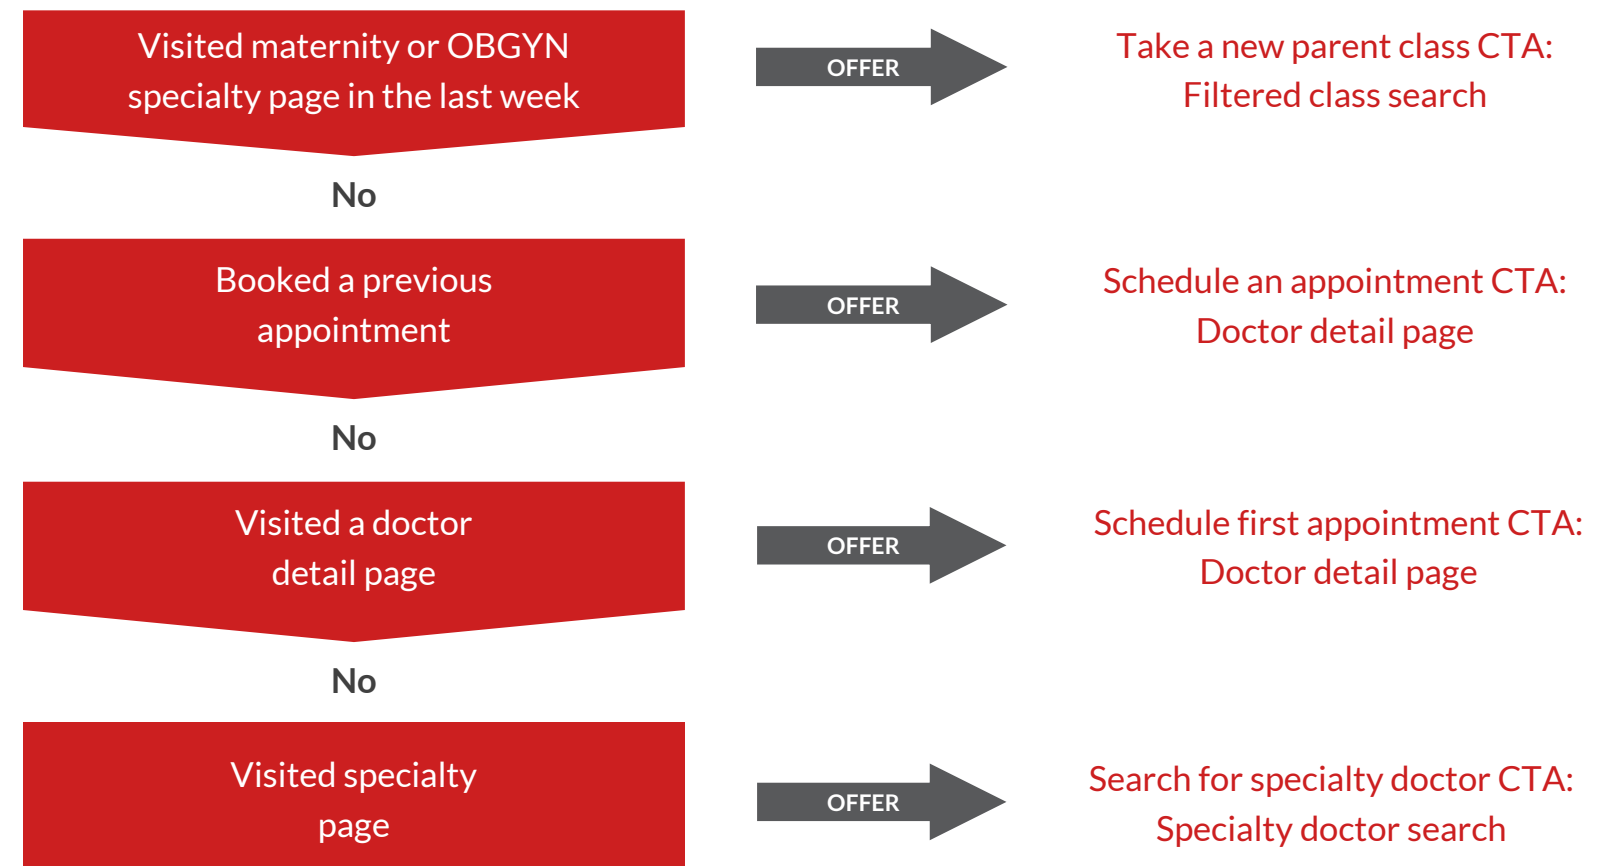 Visited maternity or OBGYN
specialty page in the last week
OFFER
Take a new parent class CTA:
Filtered class search
No
Booked a previous
appointment
OFFER
Schedule an appointment CTA:
Doctor detail page
No
Visited a doctor
detail page
OFFER
Schedule first appointment CTA:
Doctor detail page
No
Visited specialty
page
OFFER
Search for specialty doctor CTA:
Specialty doctor search